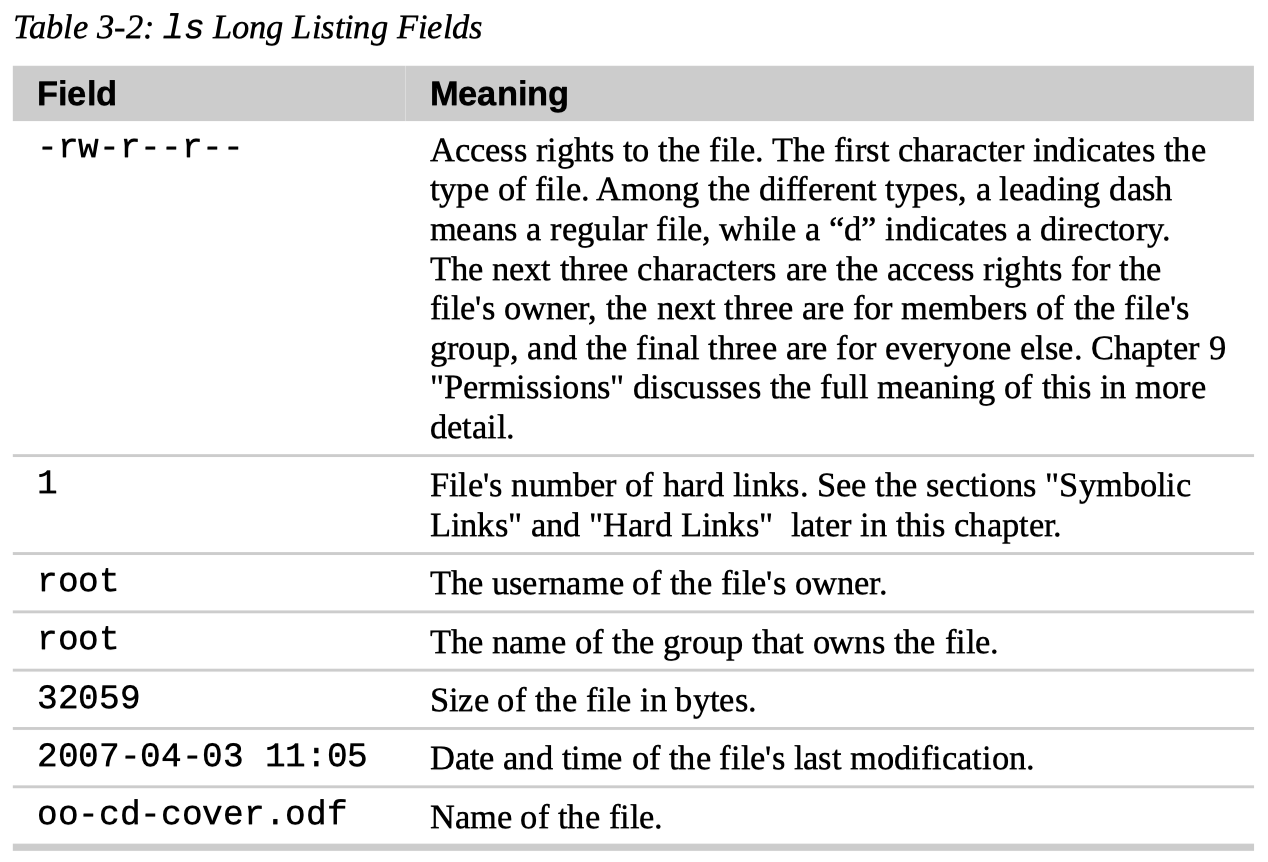 Table 3-2: ls Long Listing Fields
Field Meaning
-rw-r--r-- Access rights to the file. The first character indicates the
type of file. Among the different types, a leading dash
means a regular file, while a “d” indicates a directory.
The next three characters are the access rights for the
file's owner, the next three are for members of the file's
group, and the final three are for everyone else. Chapter 9
"Permissions" discusses the full meaning of this in more
detail.
1 File's number of hard links. See the sections "Symbolic
Links" and "Hard Links"  later in this chapter.
root The username of the file's owner.
root The name of the group that owns the file.
32059 Size of the file in bytes.
2007-04-03 11:05 Date and time of the file's last modification.
oo-cd-cover.odf Name of the file.